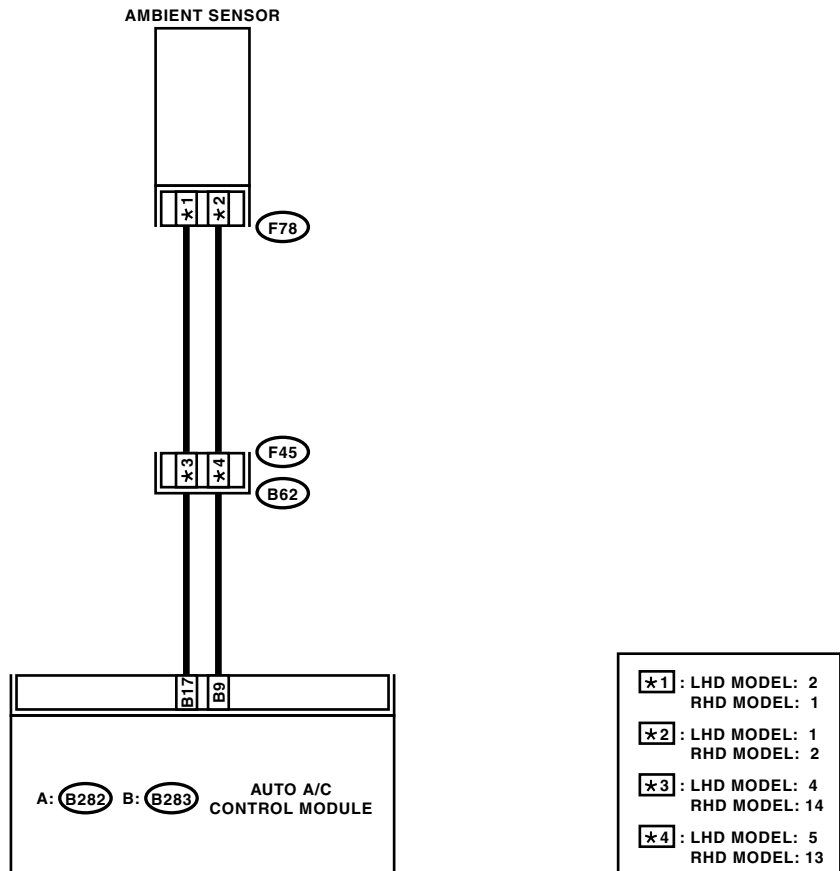 AMBIENT SENSOR
*1 *2
F78
F45
*3 *4
B62
B17 B9
A: B282 B: B283 AUTO A/C
CONTROL MODULE
*1 : LHD MODEL: 2
RHD MODEL: 1
*2 : LHD MODEL: 1
RHD MODEL: 2
*3 : LHD MODEL: 4
RHD MODEL: 14
*4 : LHD MODEL: 5
RHD MODEL: 13